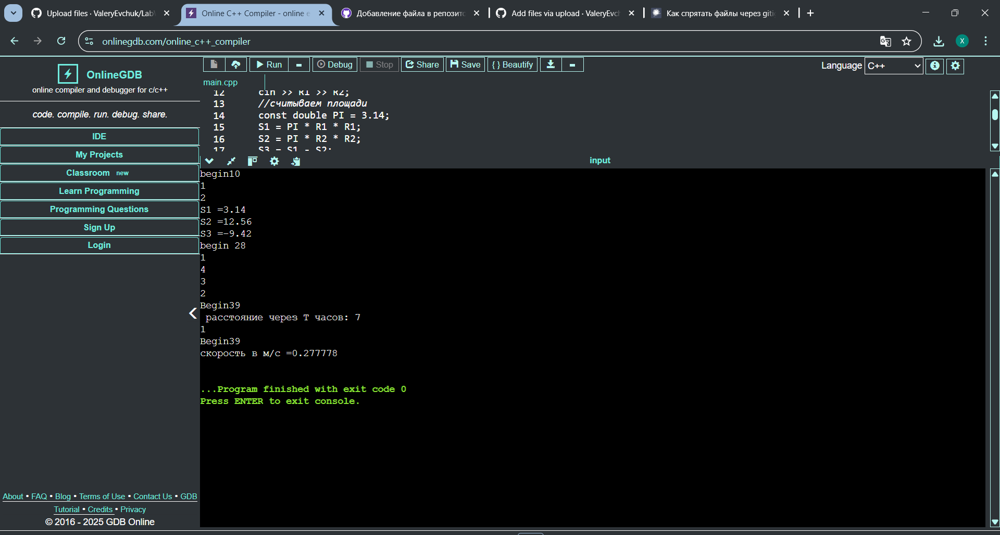 Upload files · ValeryEvchuk/Lab
Online C++ Compiler - online e
Добавление файла в репозито
Add files via upload · ValeryEvch
Как спрятать файлы через giti
onlinegdb.com/online_c++_compiler
X
OnlineGDB
online compiler and debugger for c/c++
code. compile. run. debug. share.
IDE
My Projects
Classroom new
Learn Programming
Programming Questions
Sign Up
Login
About • FAQ • Blog • Terms of Use • Contact Us • GDB
Tutorial • Credits • Privacy
© 2016 - 2025 GDB Online
Run
Debug
Stop
Share
Save
{ } Beautify
Language C++
main.cpp
12 cin >> R1 >> R2;
13 //считываем площади
14 const double PI = 3.14;
15 S1 = PI * R1 * R1;
16 S2 = PI * R2 * R2;
17 S3 = S1 - S2;
input
begin10
1
2
S1 =3.14
S2 =12.56
S3 =-9.42
begin 28
1
4
3
2
Begin39
расстояние через T часов: 7
1
Begin39
скорость в м/с =0.277778
...Program finished with exit code 0
Press ENTER to exit console.